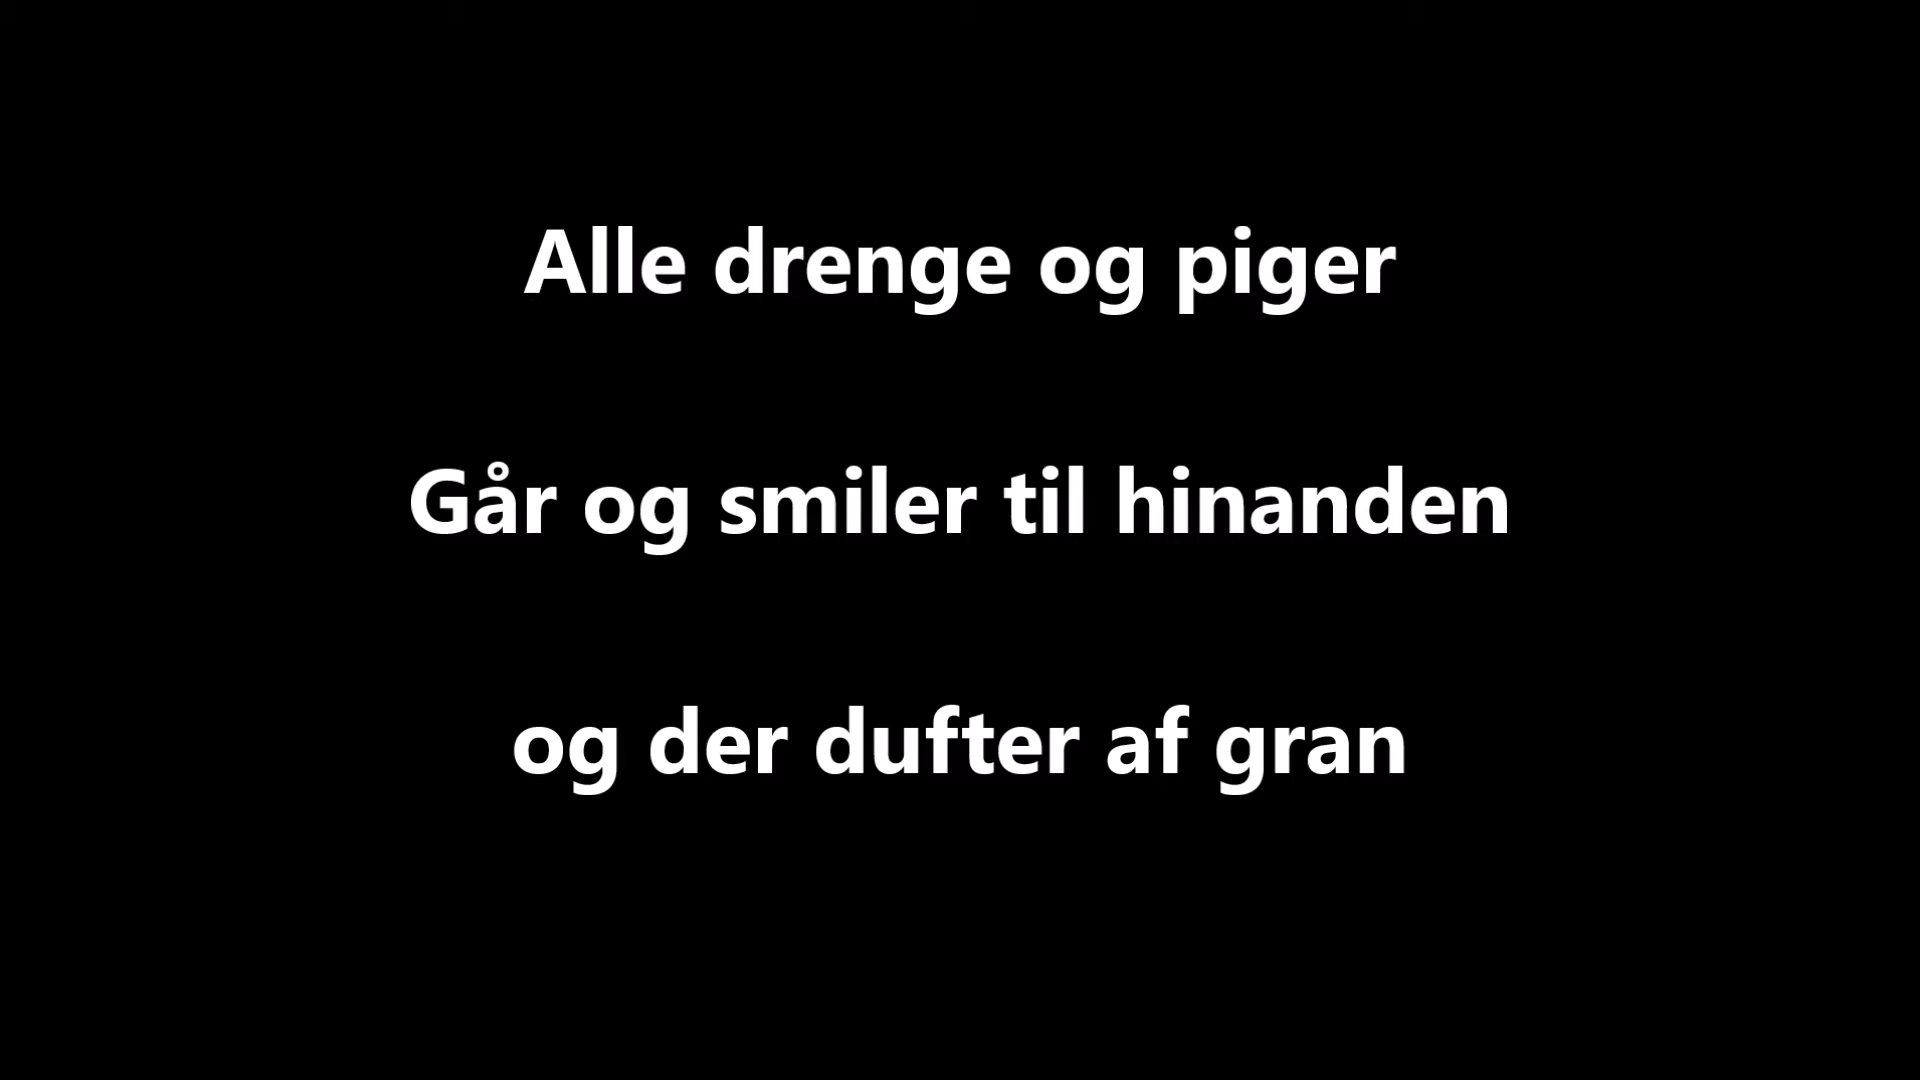 Alle drenge og piger
Går og smiler til hinanden
og der dufter af gran